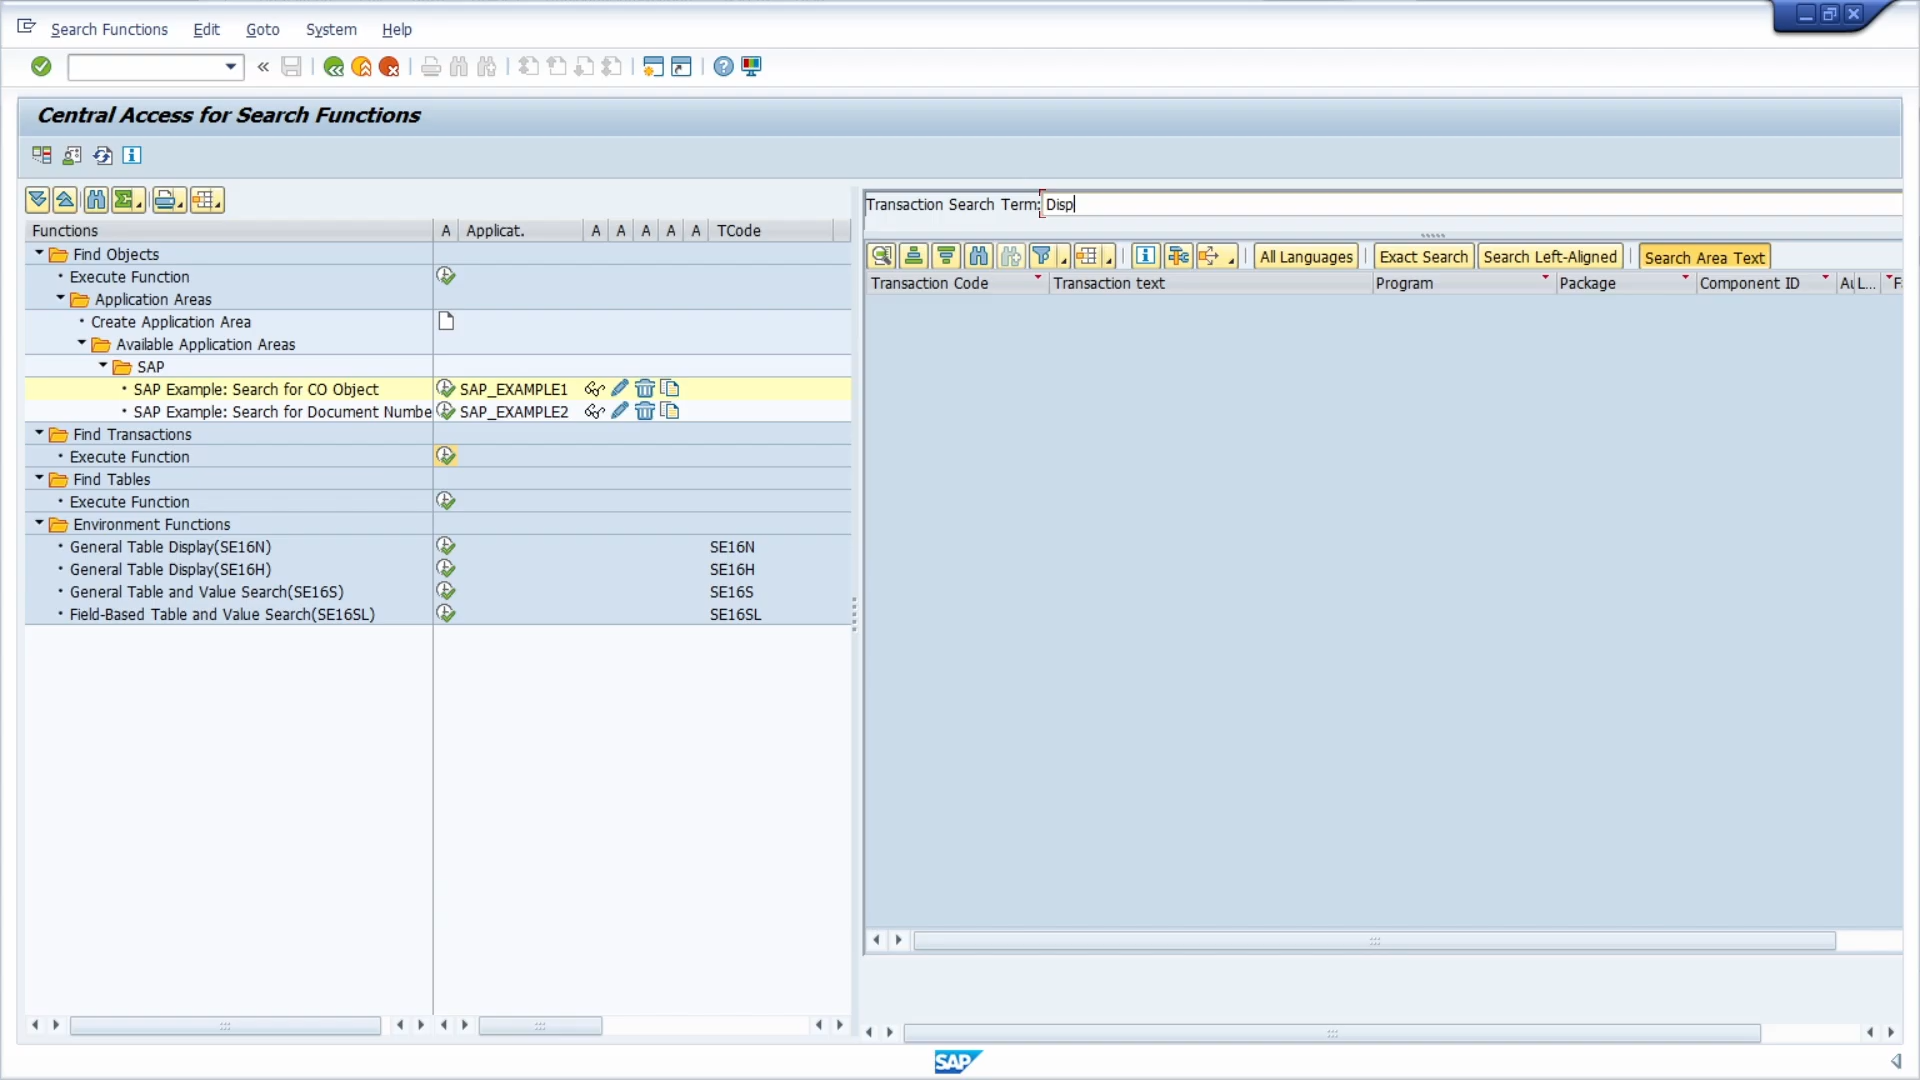 Search Functions Edit Goto System Help
Central Access for Search Functions
Transaction Search Term: Disp
Functions A Applicat. A A A A A TCode
All Languages Exact Search Search Left-Aligned Search Area Text
Transaction Code Transaction text Program Package Component ID Au L... F
Find Objects
Execute Function
Application Areas
Create Application Area
Available Application Areas
SAP
SAP Example: Search for CO Object SAP_EXAMPLE1
SAP Example: Search for Document Numbe SAP_EXAMPLE2
Find Transactions
Execute Function
Find Tables
Execute Function
Environment Functions
General Table Display(SE16N) SE16N
General Table Display(SE16H) SE16H
General Table and Value Search(SE16S) SE16S
Field-Based Table and Value Search(SE16SL) SE16SL
SAP